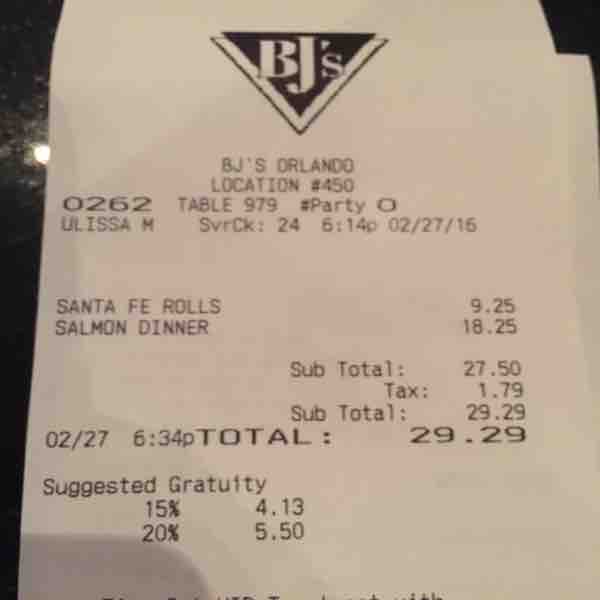 BJ's
BJ'S ORLANDO
LOCATION #450
0262 TABLE 979 #Party 0
ULISSA M SvrCk: 24 6:14p 02/27/16
SANTA FE ROLLS 9.25
SALMON DINNER 18.25
Sub Total: 27.50
Tax: 1.79
Sub Total: 29.29
02/27 6:34pTOTAL: 29.29
Suggested Gratuity
15% 4.13
20% 5.50
with